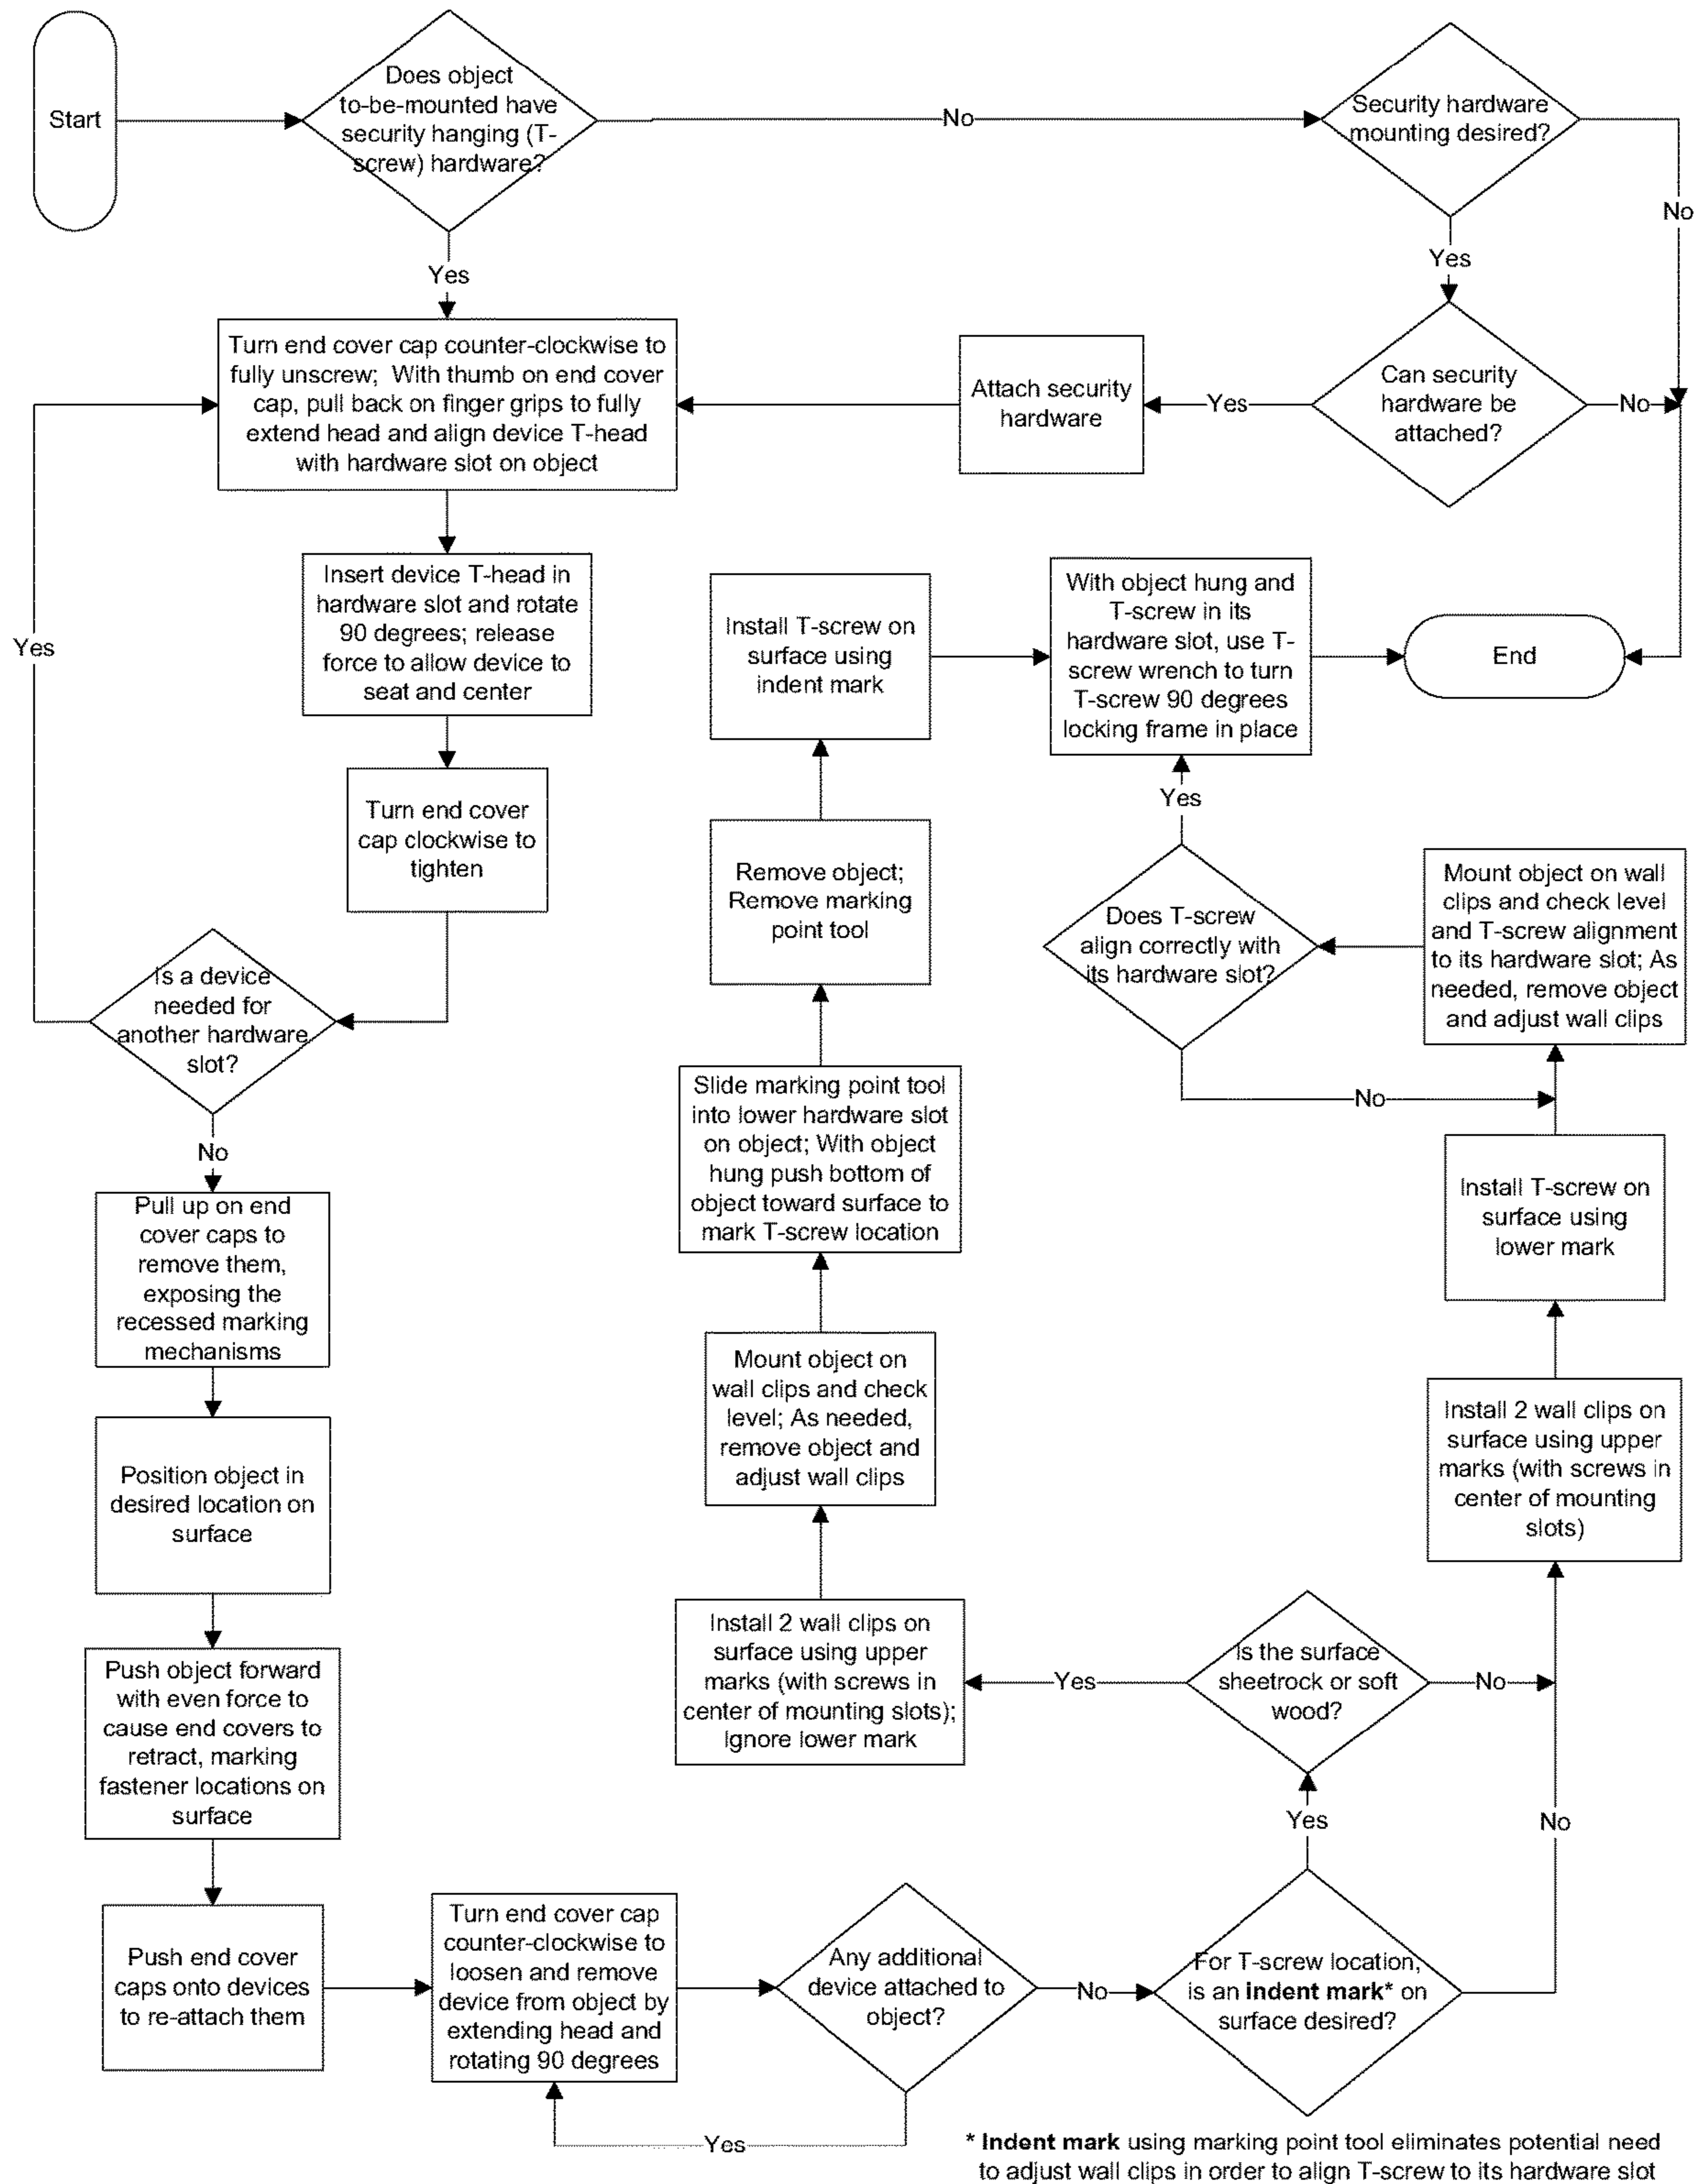 Start
Does object
to-be-mounted have
security hanging (T-
screw) hardware?
No
Security hardware
mounting desired?
No
Yes
Yes
Turn end cover cap counter-clockwise to
fully unscrew;  With thumb on end cover
cap, pull back on finger grips to fully
extend head and align device T-head
with hardware slot on object
Attach security
hardware
Yes
Can security
hardware be
attached?
No
Insert device T-head in
hardware slot and rotate
90 degrees; release
force to allow device to
seat and center
Yes
Install T-screw on
surface using
indent mark
With object hung and
T-screw in its
hardware slot, use T-
screw wrench to turn
T-screw 90 degrees
locking frame in place
End
Turn end cover
cap clockwise to
tighten
Yes
Remove object;
Remove marking
point tool
Does T-screw
align correctly with
its hardware slot?
Mount object on wall
clips and check level
and T-screw alignment
to its hardware slot; As
needed, remove object
and adjust wall clips
Is a device
needed for
another hardware
slot?
No
No
Slide marking point tool
into lower hardware slot
on object; With object
hung push bottom of
object toward surface to
mark T-screw location
Install T-screw on
surface using
lower mark
Pull up on end
cover caps to
remove them,
exposing the
recessed marking
mechanisms
Mount object on
wall clips and check
level; As needed,
remove object and
adjust wall clips
Install 2 wall clips on
surface using upper
marks (with screws in
center of mounting
slots)
Position object in
desired location on
surface
Install 2 wall clips on
surface using upper
marks (with screws in
center of mounting slots);
Ignore lower mark
Yes
Is the surface
sheetrock or soft
wood?
No
Push object forward
with even force to
cause end covers to
retract, marking
fastener locations on
surface
Yes
No
Push end cover
caps onto devices
to re-attach them
Turn end cover cap
counter-clockwise to
loosen and remove
device from object by
extending head and
rotating 90 degrees
Any additional
device attached to
object?
No
For T-screw location,
is an indent mark* on
surface desired?
Yes
* Indent mark using marking point tool eliminates potential need
to adjust wall clips in order to align T-screw to its hardware slot